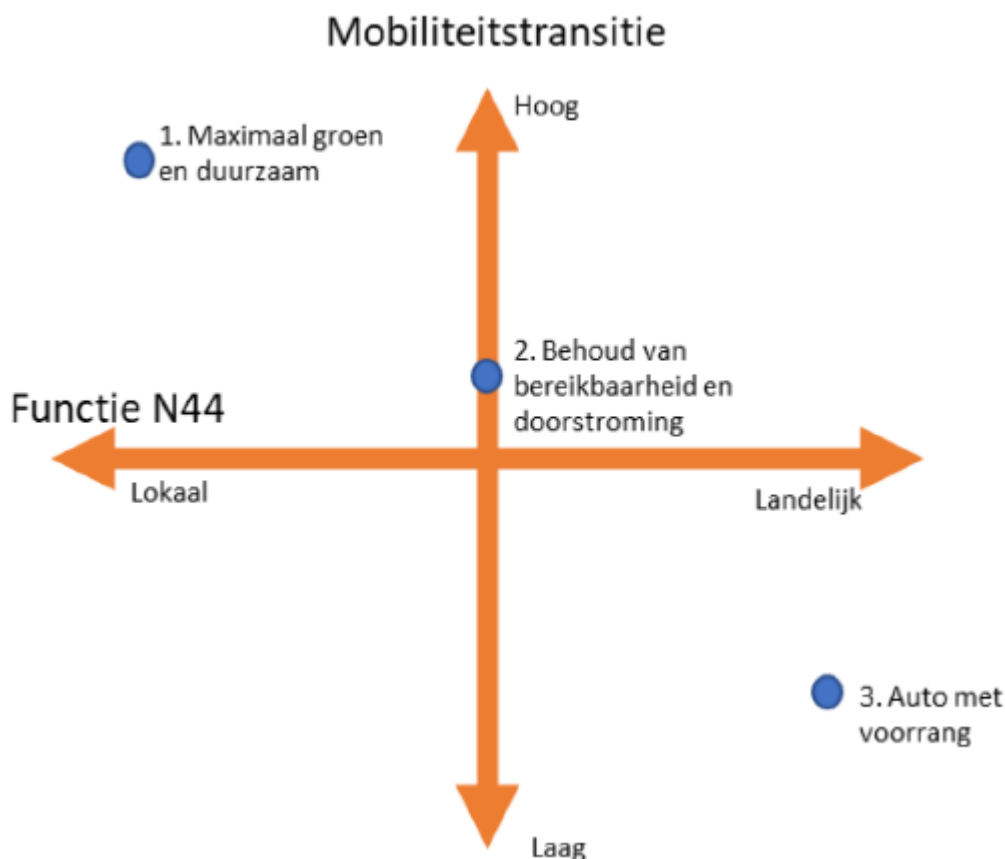 Mobiliteitstransitie
Hoog
1. Maximaal groen
en duurzaam
2. Behoud van
bereikbaarheid en
doorstroming
Functie N44
Lokaal
Landelijk
3. Auto met
voorrang
Laag